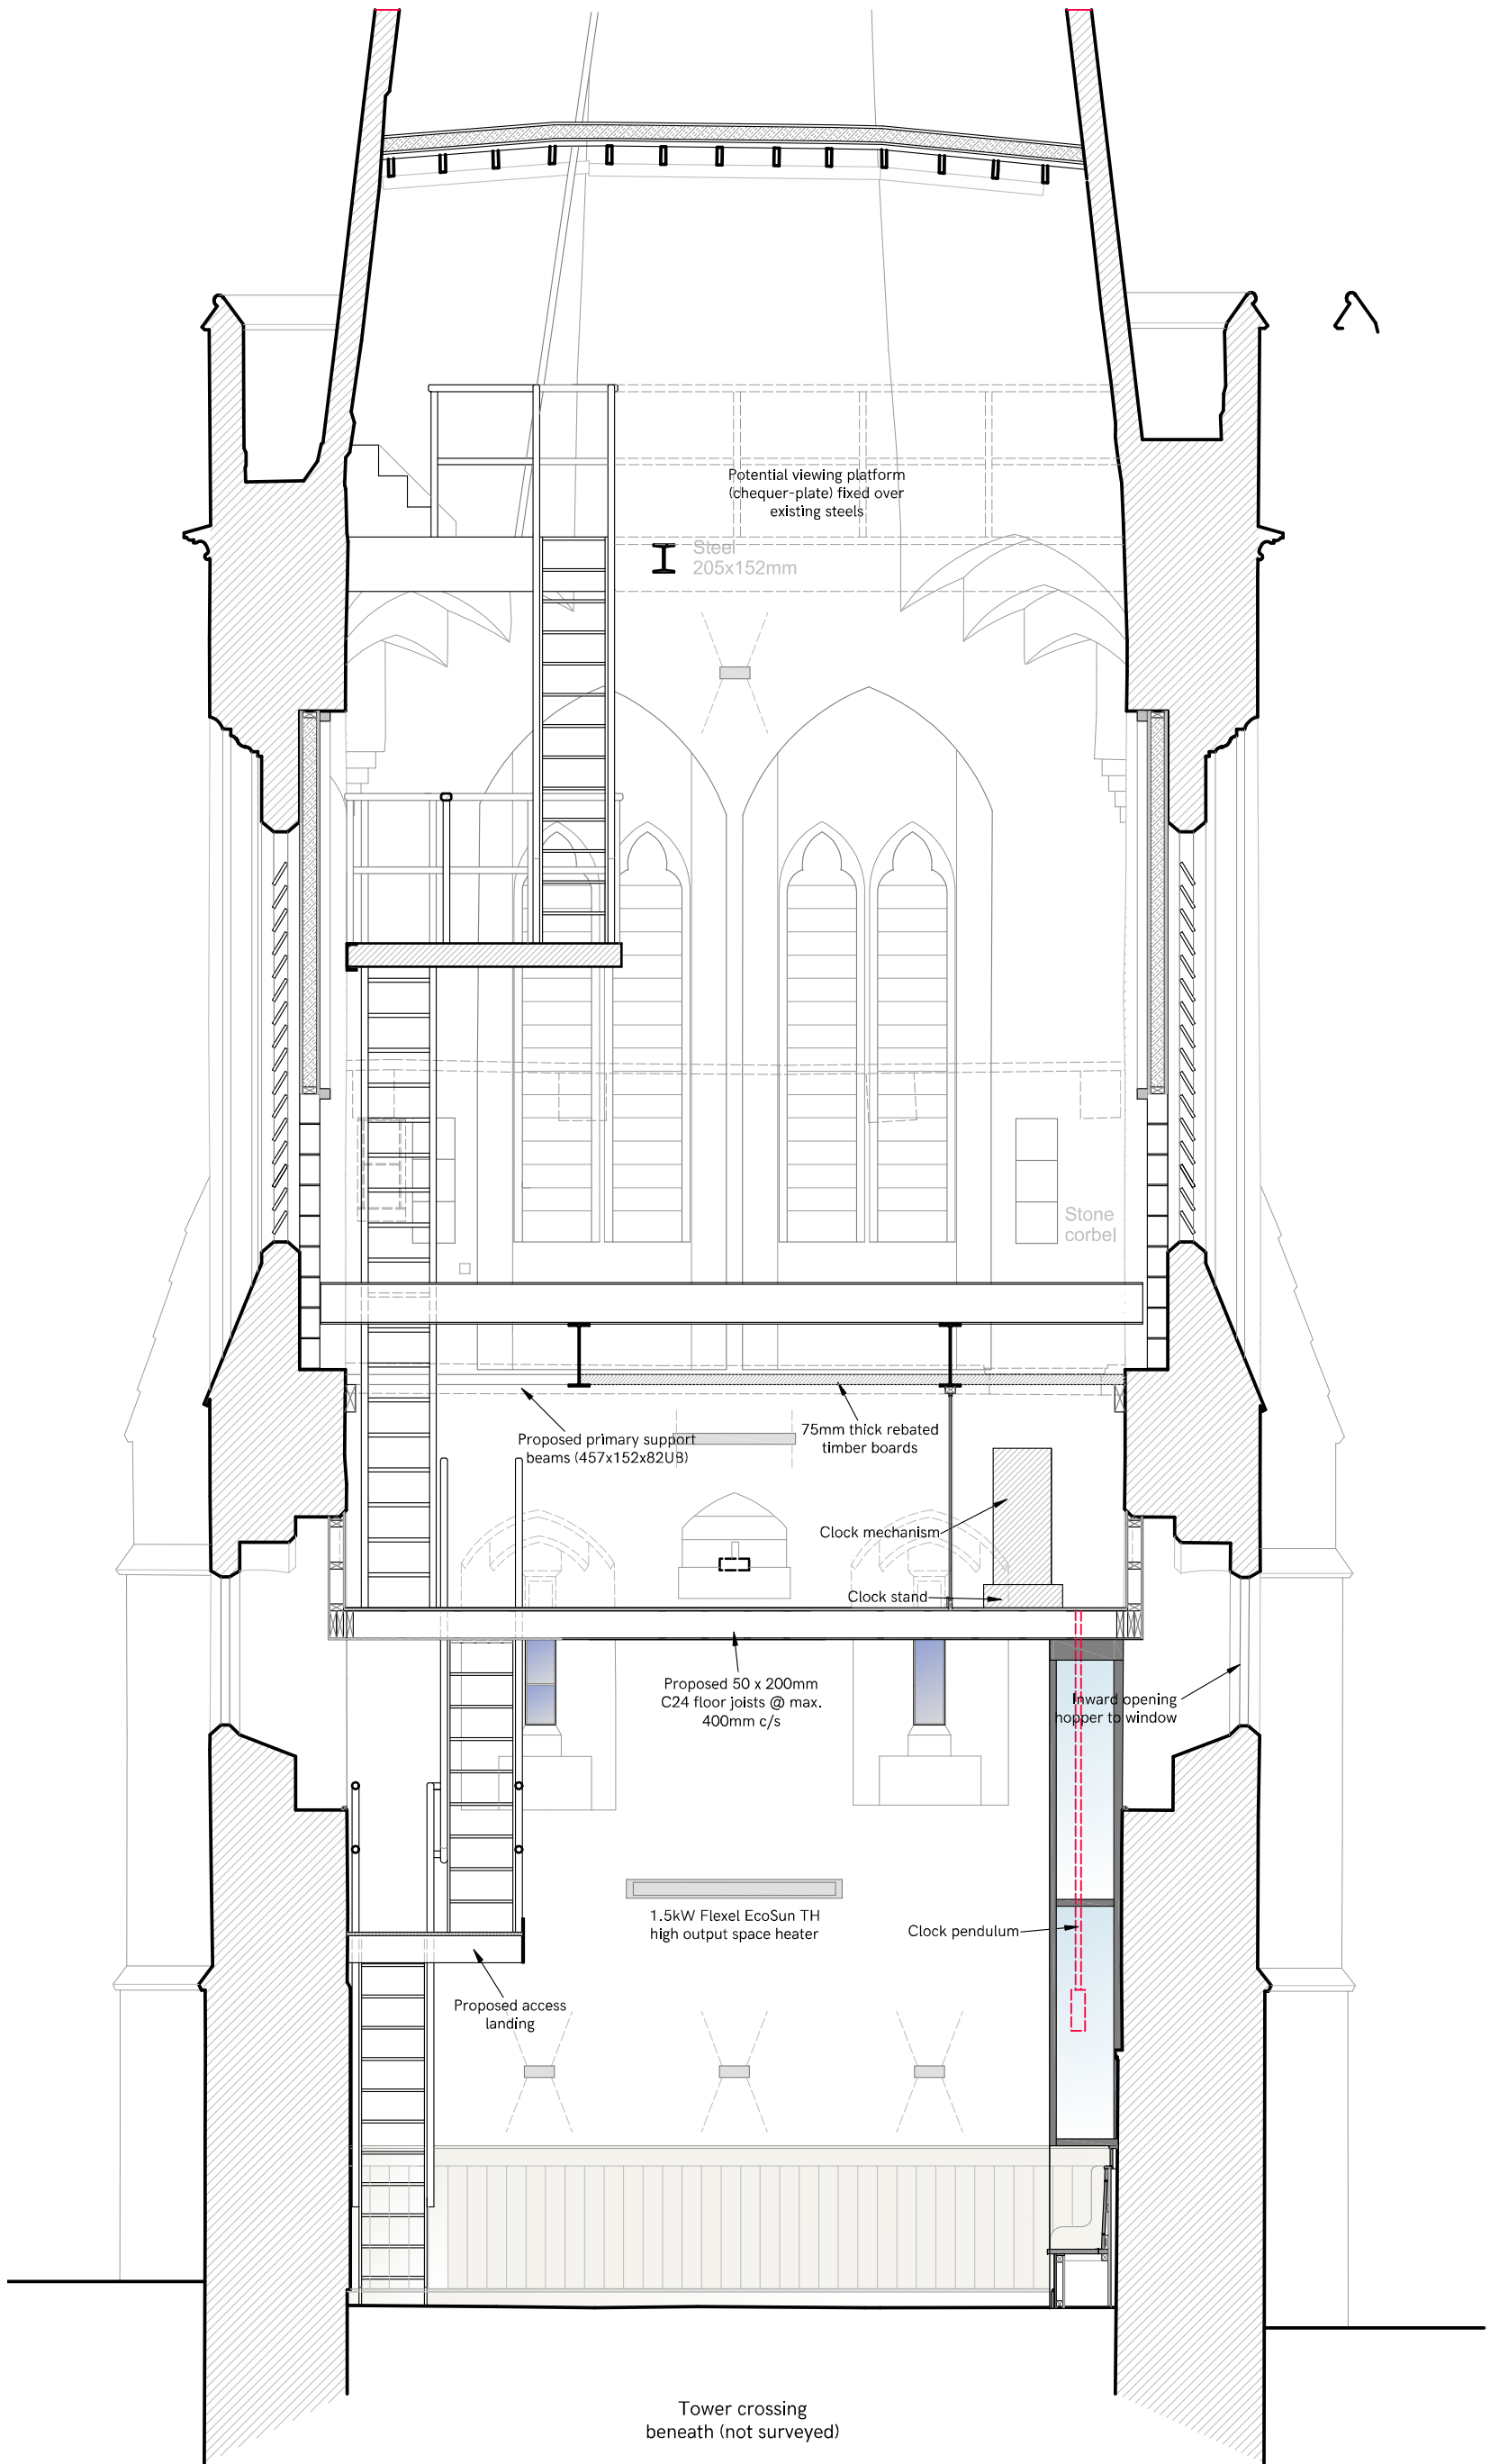 Potential viewing platform
(chequer-plate) fixed over
existing steels
Steel
205x152mm
Stone
corbel
Proposed primary support
beams (457x152x82UB)
75mm thick rebated
timber boards
Clock mechanism
Clock stand
Proposed 50 x 200mm
C24 floor joists @ max.
400mm c/s
Inward opening
hopper to window
1.5kW Flexel EcoSun TH
high output space heater
Clock pendulum
Proposed access
landing
Tower crossing
beneath (not surveyed)